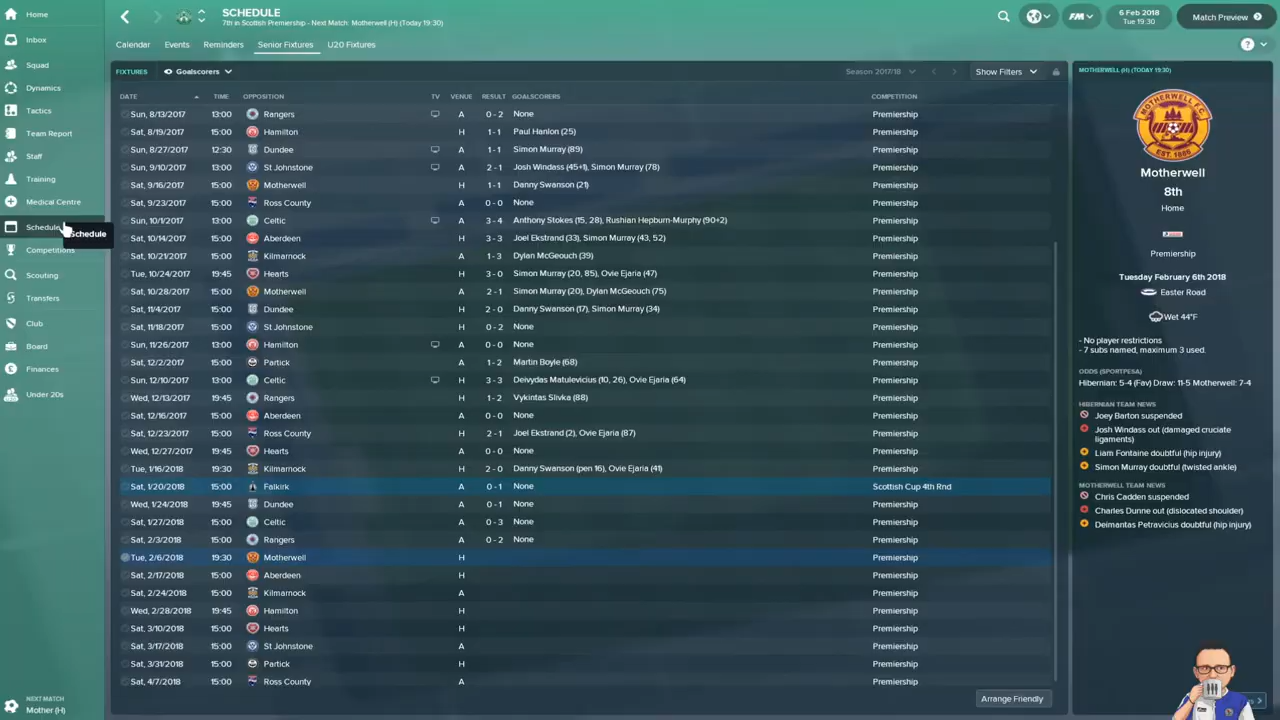 Home
Inbox
Squad
Dynamics
Tactics
Team Report
Staff
Training
Medical Centre
Schedule
Schedule
Competitions
Scouting
Transfers
Club
Board
Finances
Under 20s
NEXT MATCH
Mother (H)
SCHEDULE
7th in Scottish Premiership - Next Match Motherwell (H) (Today 19:30)
FM
6 Feb 2018
Tue 19:30
Match Preview
Calendar Events Reminders Senior Fixtures U20 Fixtures
?
FIXTURES Goalscorers Season 2017/18 Show Filters
DATE TIME OPPOSITION TV VENUE RESULT GOALSCORERS COMPETITION
Sun, 8/13/2017 13:00 Rangers A 0 - 2 None Premiership
Sat, 8/19/2017 15:00 Hamilton H 1 - 1 Paul Hanlon (25) Premiership
Sun, 8/27/2017 12:30 Dundee A 1 - 1 Simon Murray (89) Premiership
Sun, 9/10/2017 13:00 St Johnstone A 2 - 1 Josh Windass (45+1), Simon Murray (78) Premiership
Sat, 9/16/2017 15:00 Motherwell H 1 - 1 Danny Swanson (21) Premiership
Sat, 9/23/2017 15:00 Ross County A 0 - 0 None Premiership
Sun, 10/1/2017 13:00 Celtic A 3 - 4 Anthony Stokes (15, 28), Rushian Hepburn-Murphy (90+2) Premiership
Sat, 10/14/2017 15:00 Aberdeen H 3 - 3 Joel Ekstrand (33), Simon Murray (43, 52) Premiership
Sat, 10/21/2017 15:00 Kilmarnock A 1 - 3 Dylan McGeouch (39) Premiership
Tue, 10/24/2017 19:45 Hearts H 3 - 0 Simon Murray (20, 85), Ovie Ejaria (47) Premiership
Sat, 10/28/2017 15:00 Motherwell A 2 - 1 Simon Murray (20), Dylan McGeouch (75) Premiership
Sat, 11/4/2017 15:00 Dundee H 2 - 0 Danny Swanson (17), Simon Murray (34) Premiership
Sat, 11/18/2017 15:00 St Johnstone H 0 - 2 None Premiership
Sun, 11/26/2017 13:00 Hamilton A 0 - 0 None Premiership
Sat, 12/2/2017 15:00 Partick A 1 - 2 Martin Boyle (68) Premiership
Sun, 12/10/2017 13:00 Celtic H 3 - 3 Deivydas Matulevicius (10, 26), Ovie Ejaria (64) Premiership
Wed, 12/13/2017 19:45 Rangers H 1 - 2 Vykintas Slivka (88) Premiership
Sat, 12/16/2017 15:00 Aberdeen A 0 - 0 None Premiership
Sat, 12/23/2017 15:00 Ross County H 2 - 1 Joel Ekstrand (2), Ovie Ejaria (87) Premiership
Wed, 12/27/2017 15:00 Hearts A 0 - 0 None Premiership
Tue, 1/16/2018 19:30 Kilmarnock H 2 - 0 Danny Swanson (pen 16), Ovie Ejaria (41) Premiership
Sat, 1/20/2018 15:00 Falkirk A 0 - 1 None Scottish Cup 4th Rnd
Wed, 1/24/2018 19:45 Dundee A 0 - 1 None Premiership
Sat, 1/27/2018 15:00 Celtic A 0 - 3 None Premiership
Sat, 2/3/2018 15:00 Rangers A 0 - 2 None Premiership
Tue, 2/6/2018 19:30 Motherwell H Premiership
Sat, 2/17/2018 15:00 Aberdeen H Premiership
Sat, 2/24/2018 15:00 Kilmarnock A Premiership
Wed, 2/28/2018 19:45 Hamilton H Premiership
Sat, 3/10/2018 15:00 Hearts H Premiership
Sat, 3/17/2018 15:00 St Johnstone A Premiership
Sat, 3/31/2018 15:00 Partick H Premiership
Sat, 4/7/2018 15:00 Ross County A Premiership
Arrange Friendly
MOTHERWELL (H) (TODAY 19:30)
MOTHERWELL F.C.
EST. 1886
Motherwell
8th
Home
Premiership
Tuesday February 6th 2018
Easter Road
Wet 44°F
- No player restrictions
- 7 subs named, maximum 3 used.
ODDS (SPORTPESA)
Hibernian: 5-4 (Fav) Draw: 11-5 Motherwell: 7-4
HIBERNIAN TEAM NEWS
Joey Barton suspended
Josh Windass out (damaged cruciate
ligaments)
Liam Fontaine doubtful (hip injury)
Simon Murray doubtful (twisted ankle)
MOTHERWELL TEAM NEWS
Chris Cadden suspended
Charles Dunne out (dislocated shoulder)
Deimantas Petravicius doubtful (hip injury)